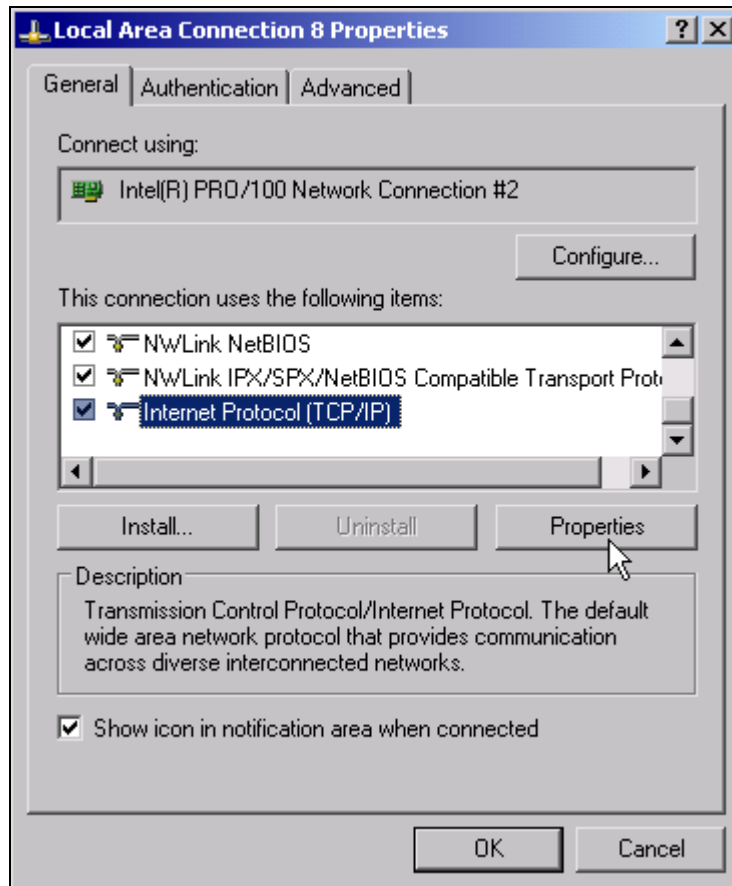 Local Area Connection 8 Properties
General Authentication Advanced
Connect using:
Intel(R) PRO/100 Network Connection #2
Configure...
This connection uses the following items:
NWLink NetBIOS
NWLink IPX/SPX/NetBIOS Compatible Transport Prot
Internet Protocol (TCP/IP)
Install... Uninstall Properties
Description
Transmission Control Protocol/Internet Protocol. The default
wide area network protocol that provides communication
across diverse interconnected networks.
Show icon in notification area when connected
OK Cancel